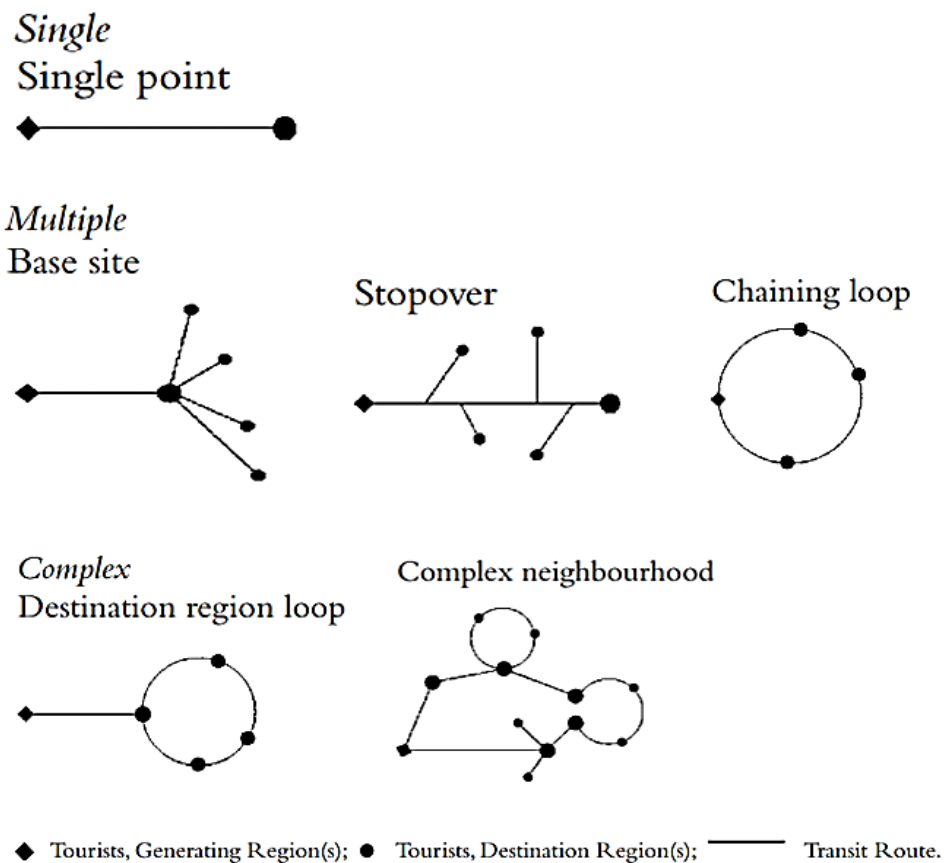 Single
Single point
Multiple
Base site
Stopover
Chaining loop
Complex
Destination region loop
Complex neighbourhood
Tourists, Generating Region(s); Tourists, Destination Region(s); Transit Route.